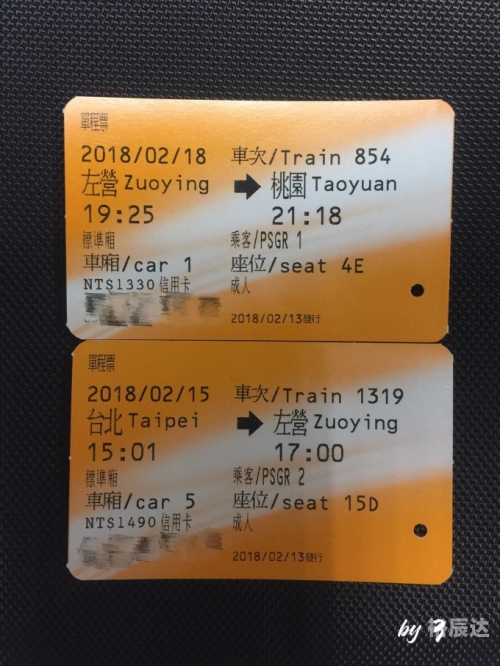 單程票
2018/02/18 車次/Train 854
左營 Zuoying → 桃園 Taoyuan
19:25 21:18
標準廂 乘客/PSGR 1
車廂/car 1 座位/seat 4E
NT$1330 信用卡 成人
2018/02/13發行
單程票
2018/02/15 車次/Train 1319
台北 Taipei → 左營 Zuoying
15:01 17:00
標準廂 乘客/PSGR 2
車廂/car 5 座位/seat 15D
NT$1490 信用卡 成人
2018/02/13發行
by 辰达